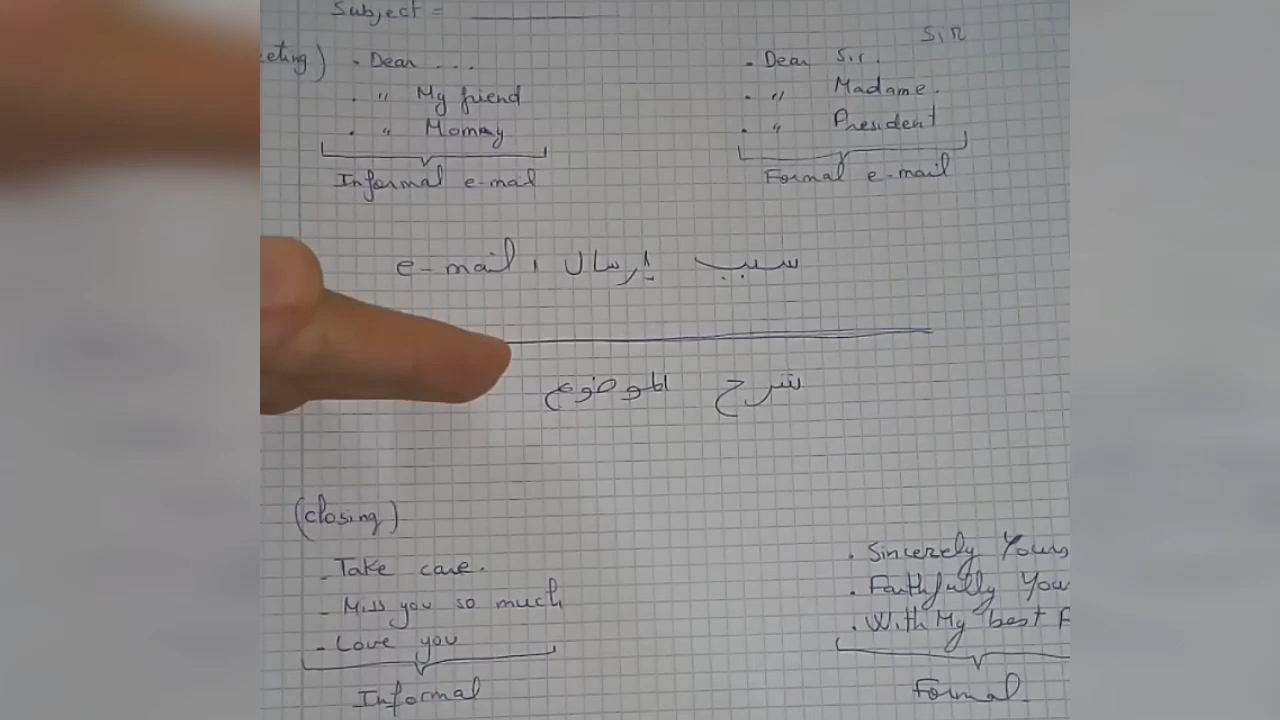 Subject =
SIR
eting)
. Dear ...
. " My friend
. " Mommy
Informal e-mail
. Dear Sir.
. " Madame.
. " President
Formal e-mail
سبب إرسال ا e-mail
شرح الموضوع
(closing)
- Take care.
- Miss you so much
- Love you
Informal
. Sincerely Yours
. Faithfully You
. With My best
Formal.